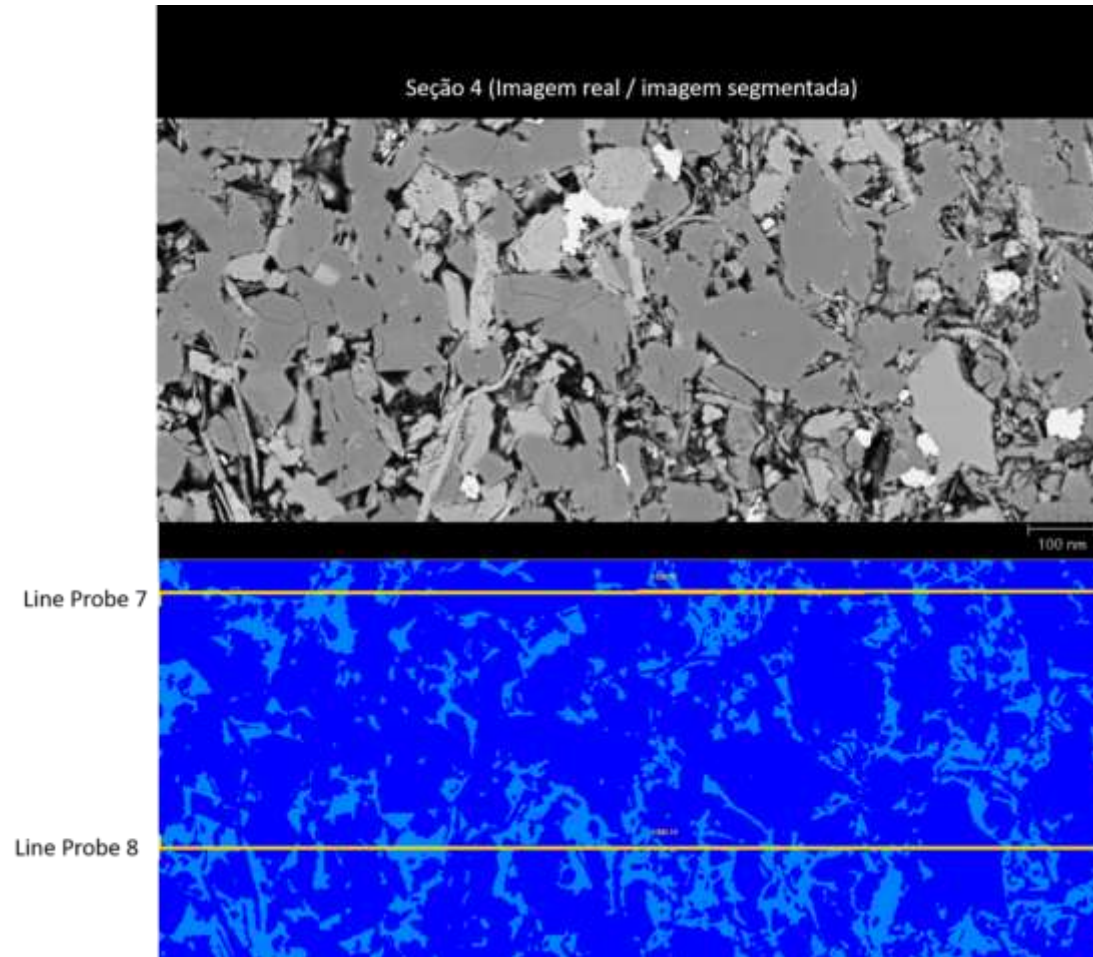 Seção 4 (Imagem real / imagem segmentada)
100 nm
Line Probe 7
Line Probe 8